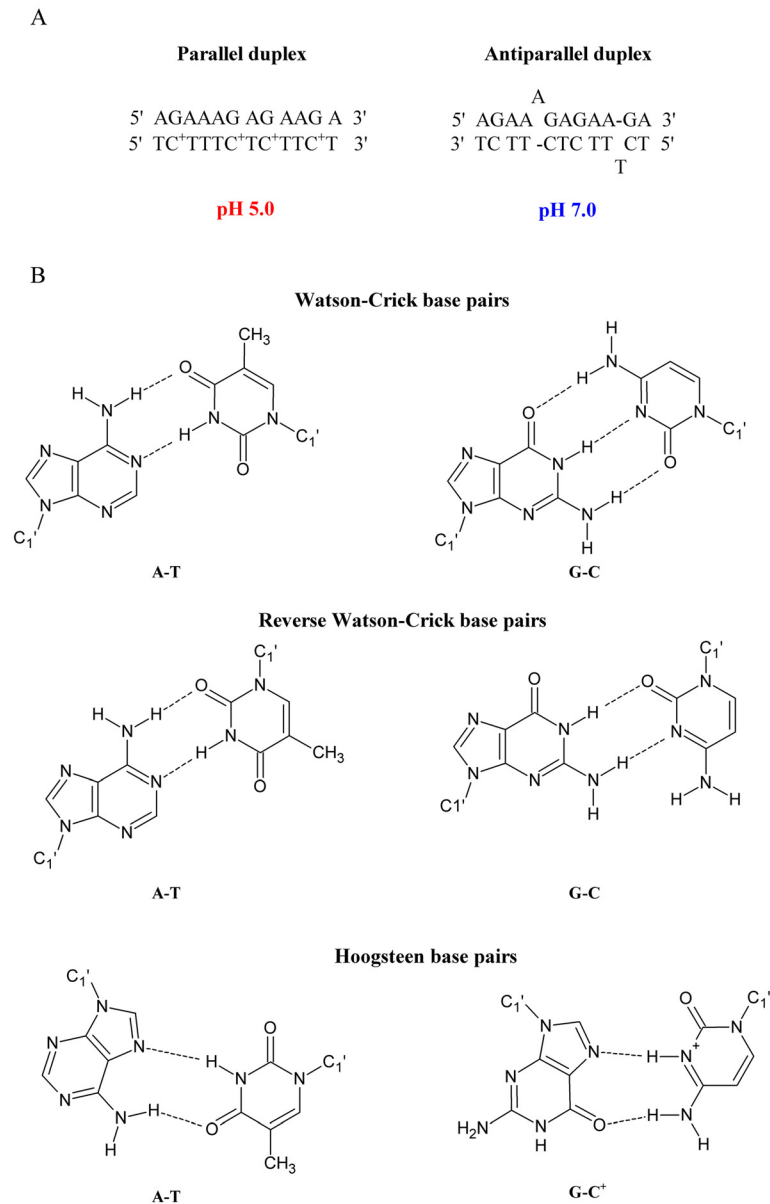 A
Parallel duplex
Antiparallel duplex
A
5' AGAAAG AG AAG A 3'
5' TC+TTTC+TC+TTC+T 3'
5' AGAA GAGAA-GA 3'
3' TC TT -CTC TT CT 5'
T
pH 5.0
pH 7.0
B
Watson-Crick base pairs
H H
N
N
N
N
N
C1'
O
CH3
H
N
N
O
C1'
A-T
H
N
H
O
N
N
N
N
H
N
H
H
N
N
O
C1'
C1'
G-C
Reverse Watson-Crick base pairs
H H
N
N
N
N
N
C1'
C1'
O
N
H
N
O
CH3
A-T
O
N
H
N
N
N
N
H
H
C1'
C1'
O
N
N
N
H H
G-C
Hoogsteen base pairs
C1'
N
N
N
N
N
H
H
O
H
N
N
C1'
O
CH3
A-T
C1'
N
N
N
N
H
H2N
O
O
C1'
N
H
N+
H
N
H
G-C+